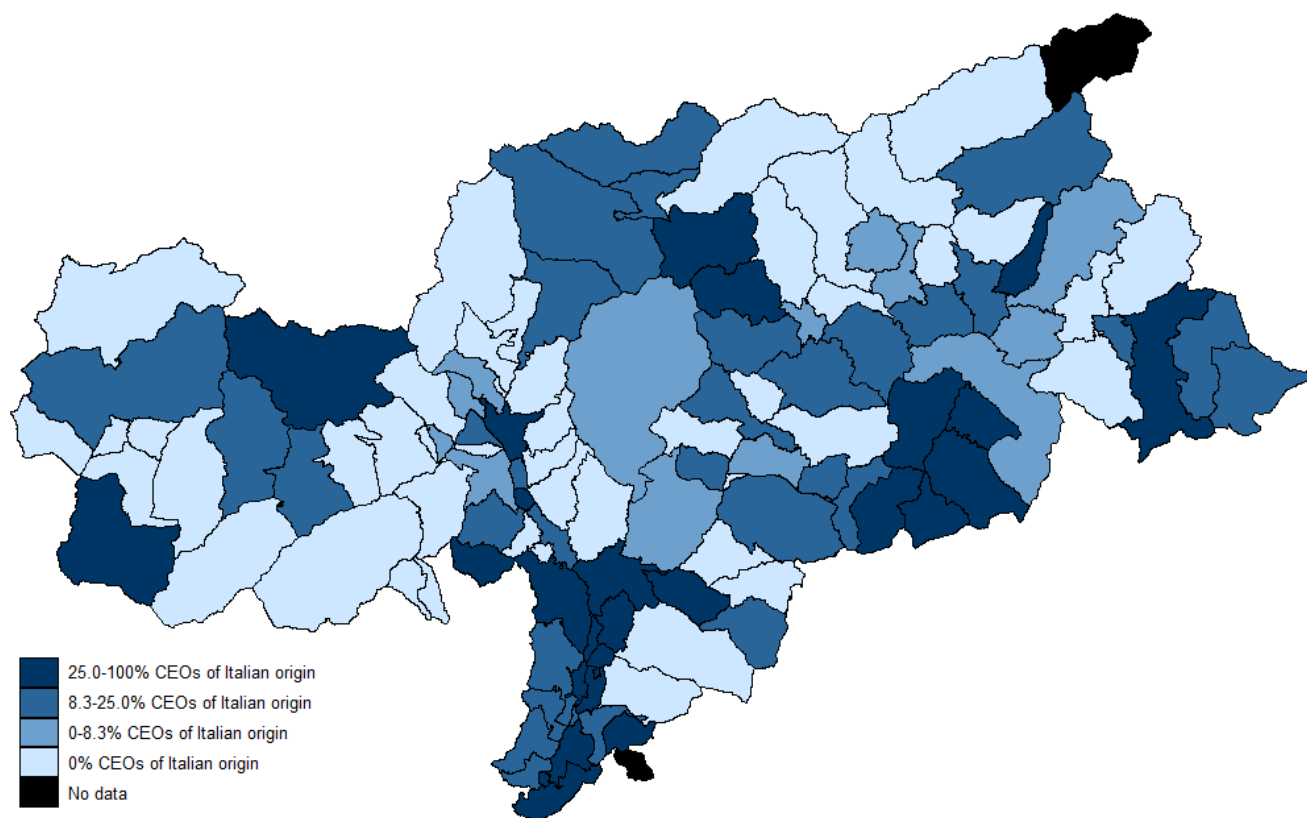 25.0-100% CEOs of Italian origin
8.3-25.0% CEOs of Italian origin
0-8.3% CEOs of Italian origin
0% CEOs of Italian origin
No data